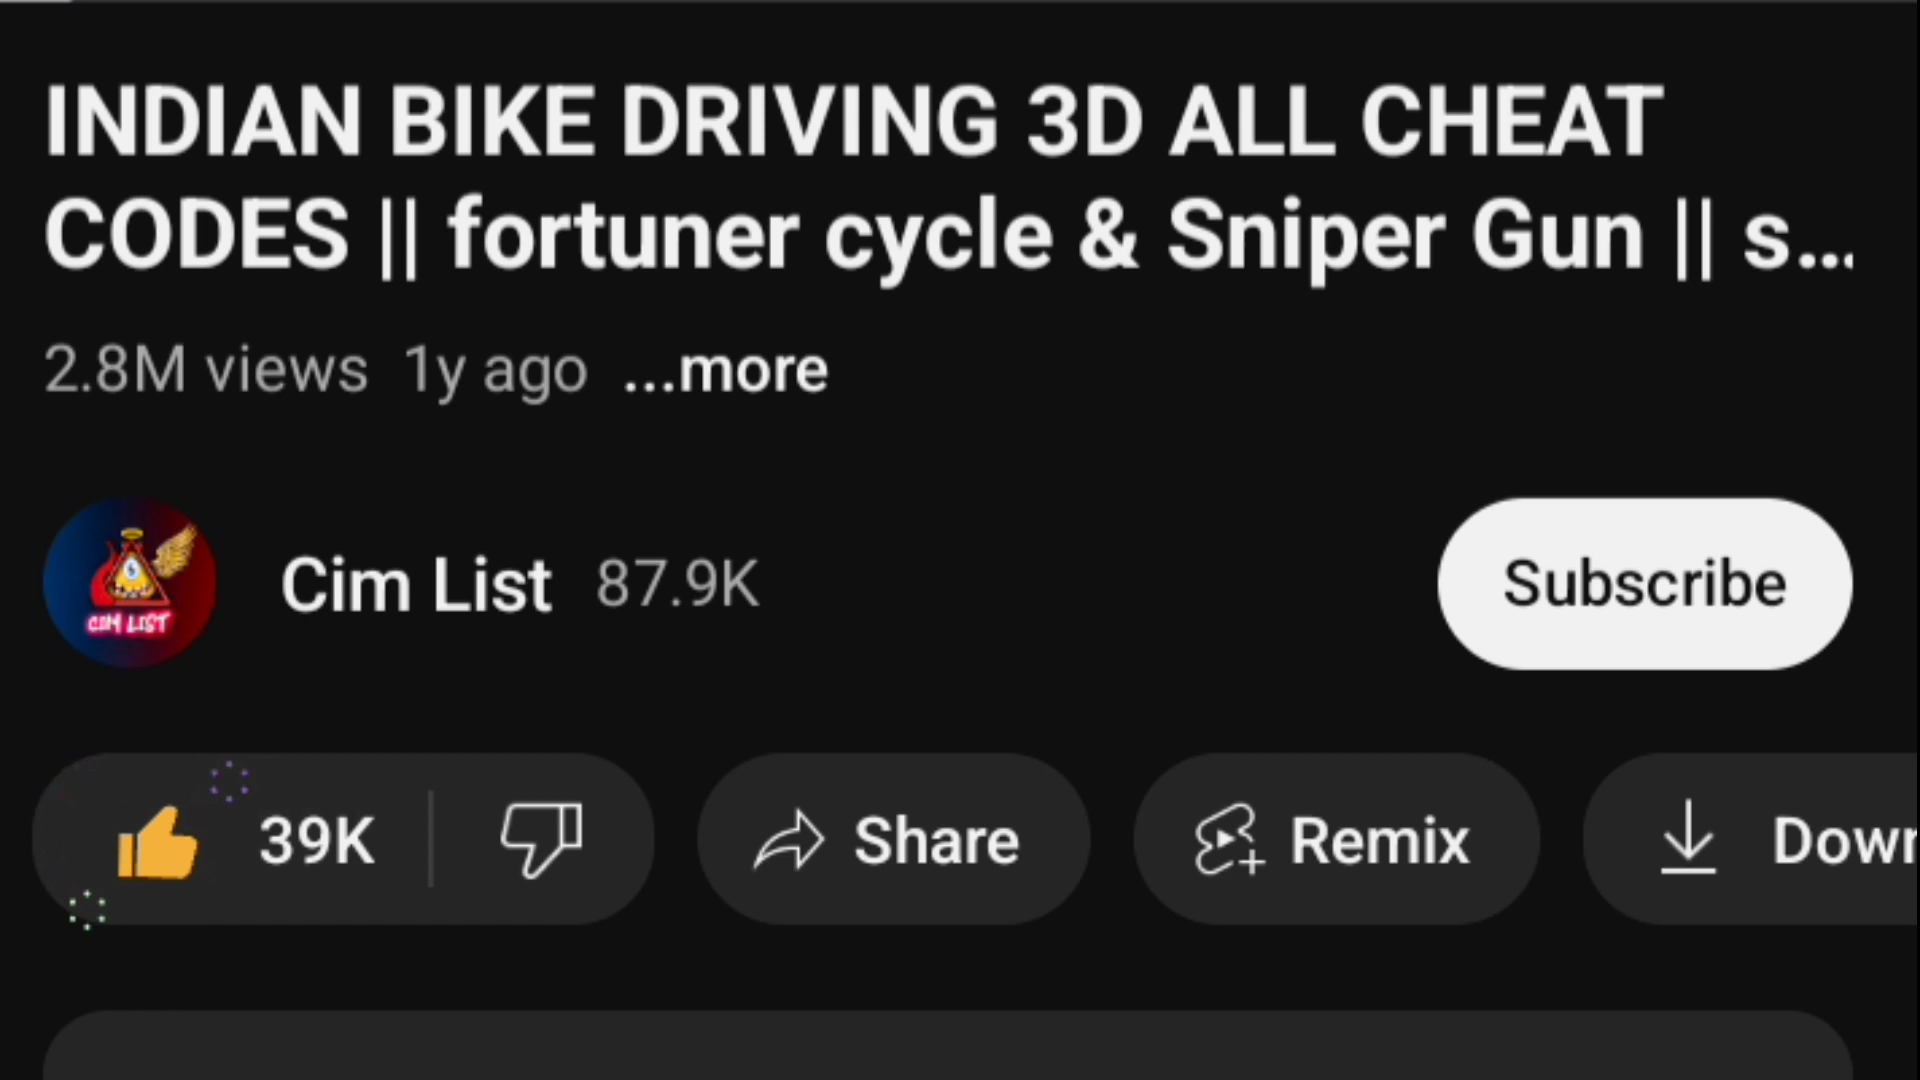 INDIAN BIKE DRIVING 3D ALL CHEAT
CODES || fortuner cycle & Sniper Gun || s...
2.8M views 1y ago ...more
CIM LIST
Cim List 87.9K
Subscribe
39K
Share
Remix
Down